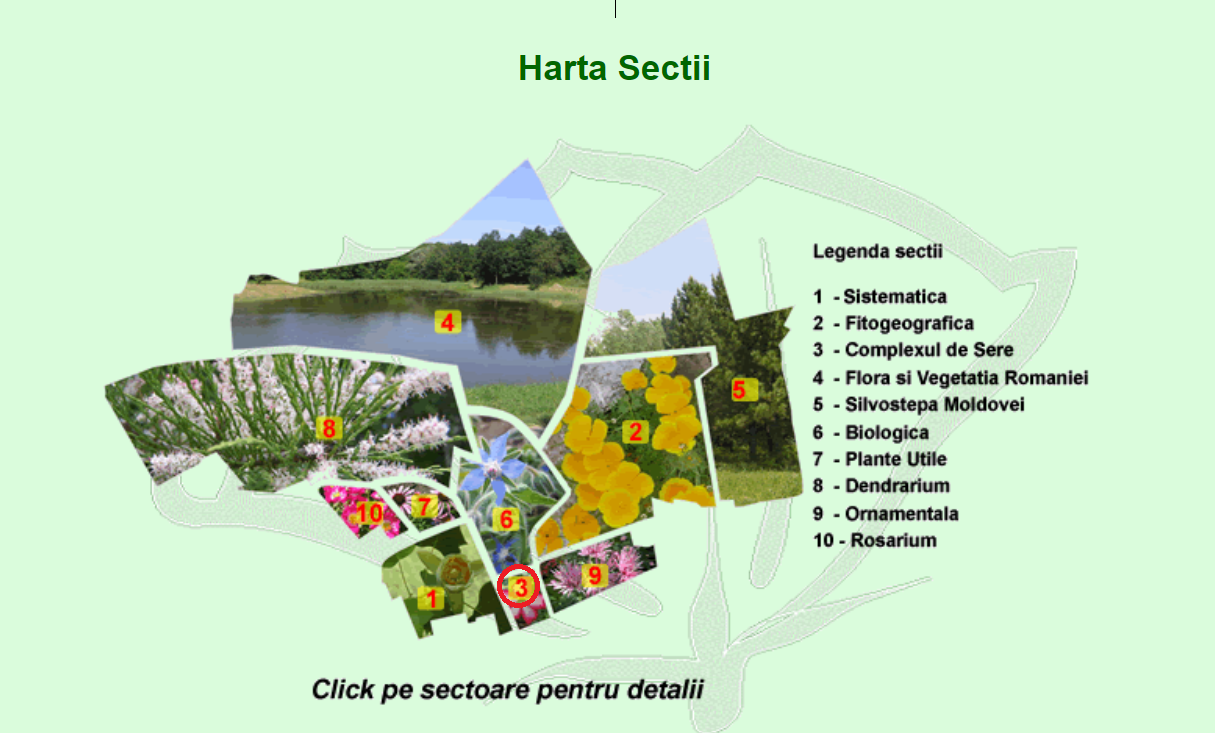 Harta Sectii
Legenda sectii
1 - Sistematica
2 - Fitogeografica
3 - Complexul de Sere
4 - Flora si Vegetatia Romaniei
5 - Silvostepa Moldovei
6 - Biologica
7 - Plante Utile
8 - Dendrarium
9 - Ornamentala
10 - Rosarium
4
5
8
2
10
7
6
1
3
9
Click pe sectoare pentru detalii